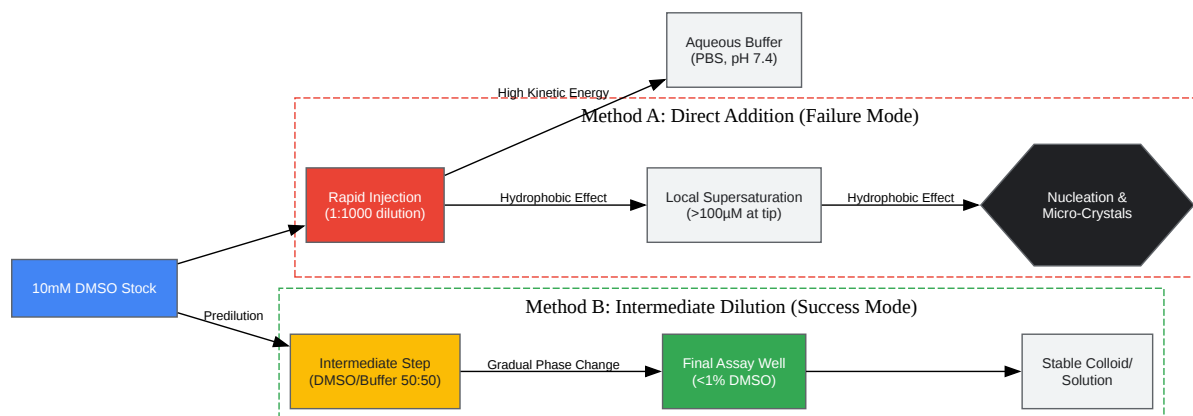 Aqueous Buffer
(PBS, pH 7.4)
High Kinetic Energy
Method A: Direct Addition (Failure Mode)
Rapid Injection
(1:1000 dilution)
Hydrophobic Effect
Local Supersaturation
(>100µM at tip)
Hydrophobic Effect
Nucleation &
Micro-Crystals
10mM DMSO Stock
Predilution
Method B: Intermediate Dilution (Success Mode)
Intermediate Step
(DMSO/Buffer 50:50)
Gradual Phase Change
Final Assay Well
(<1% DMSO)
Stable Colloid/
Solution